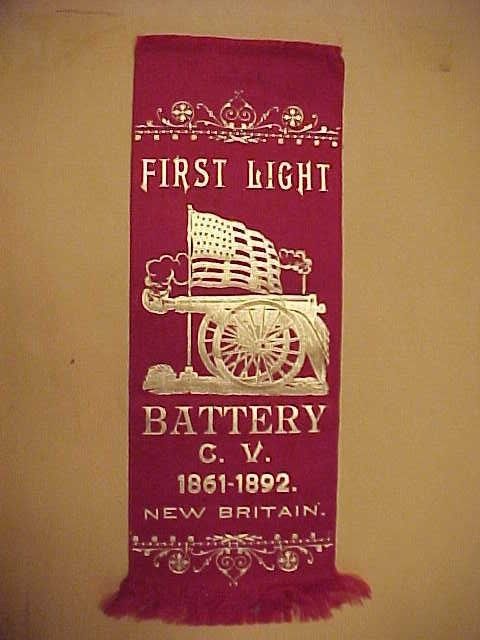 FIRST LIGHT
BATTERY
C. V.
1861-1892.
NEW BRITAIN.